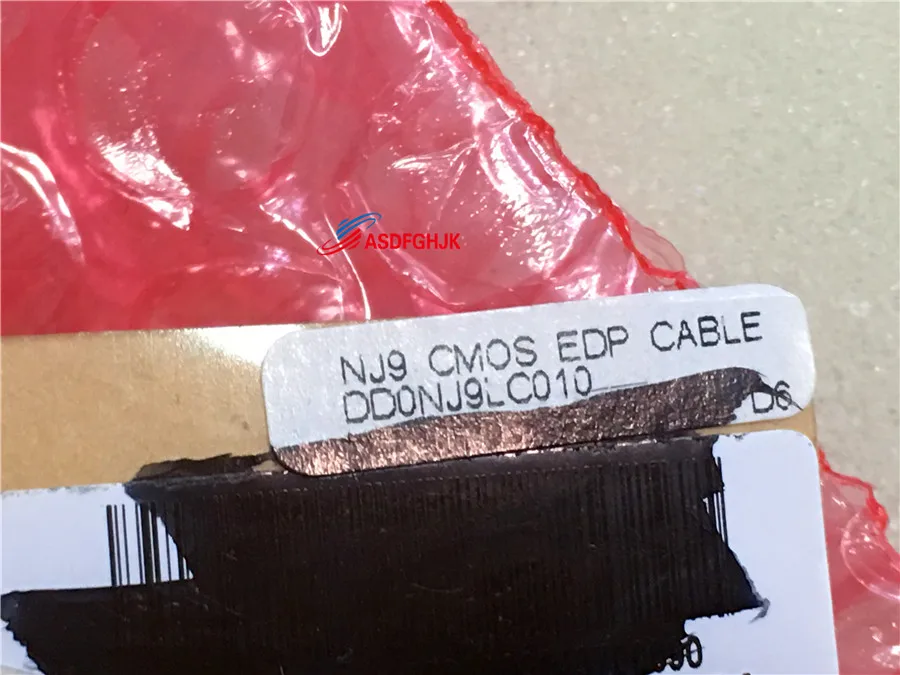 ASDFGHJK
NJ9 CMOS EDP CABLE
DD0NJ9LC010
D6